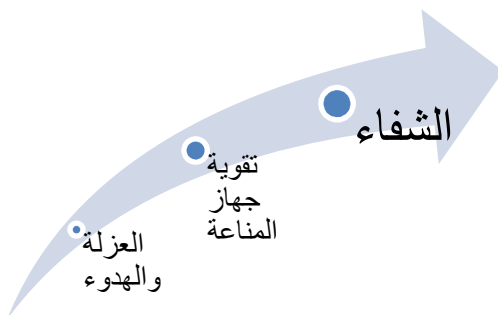 العزلة
والهدوء
تقوية
جهاز
المناعة
الشفاء